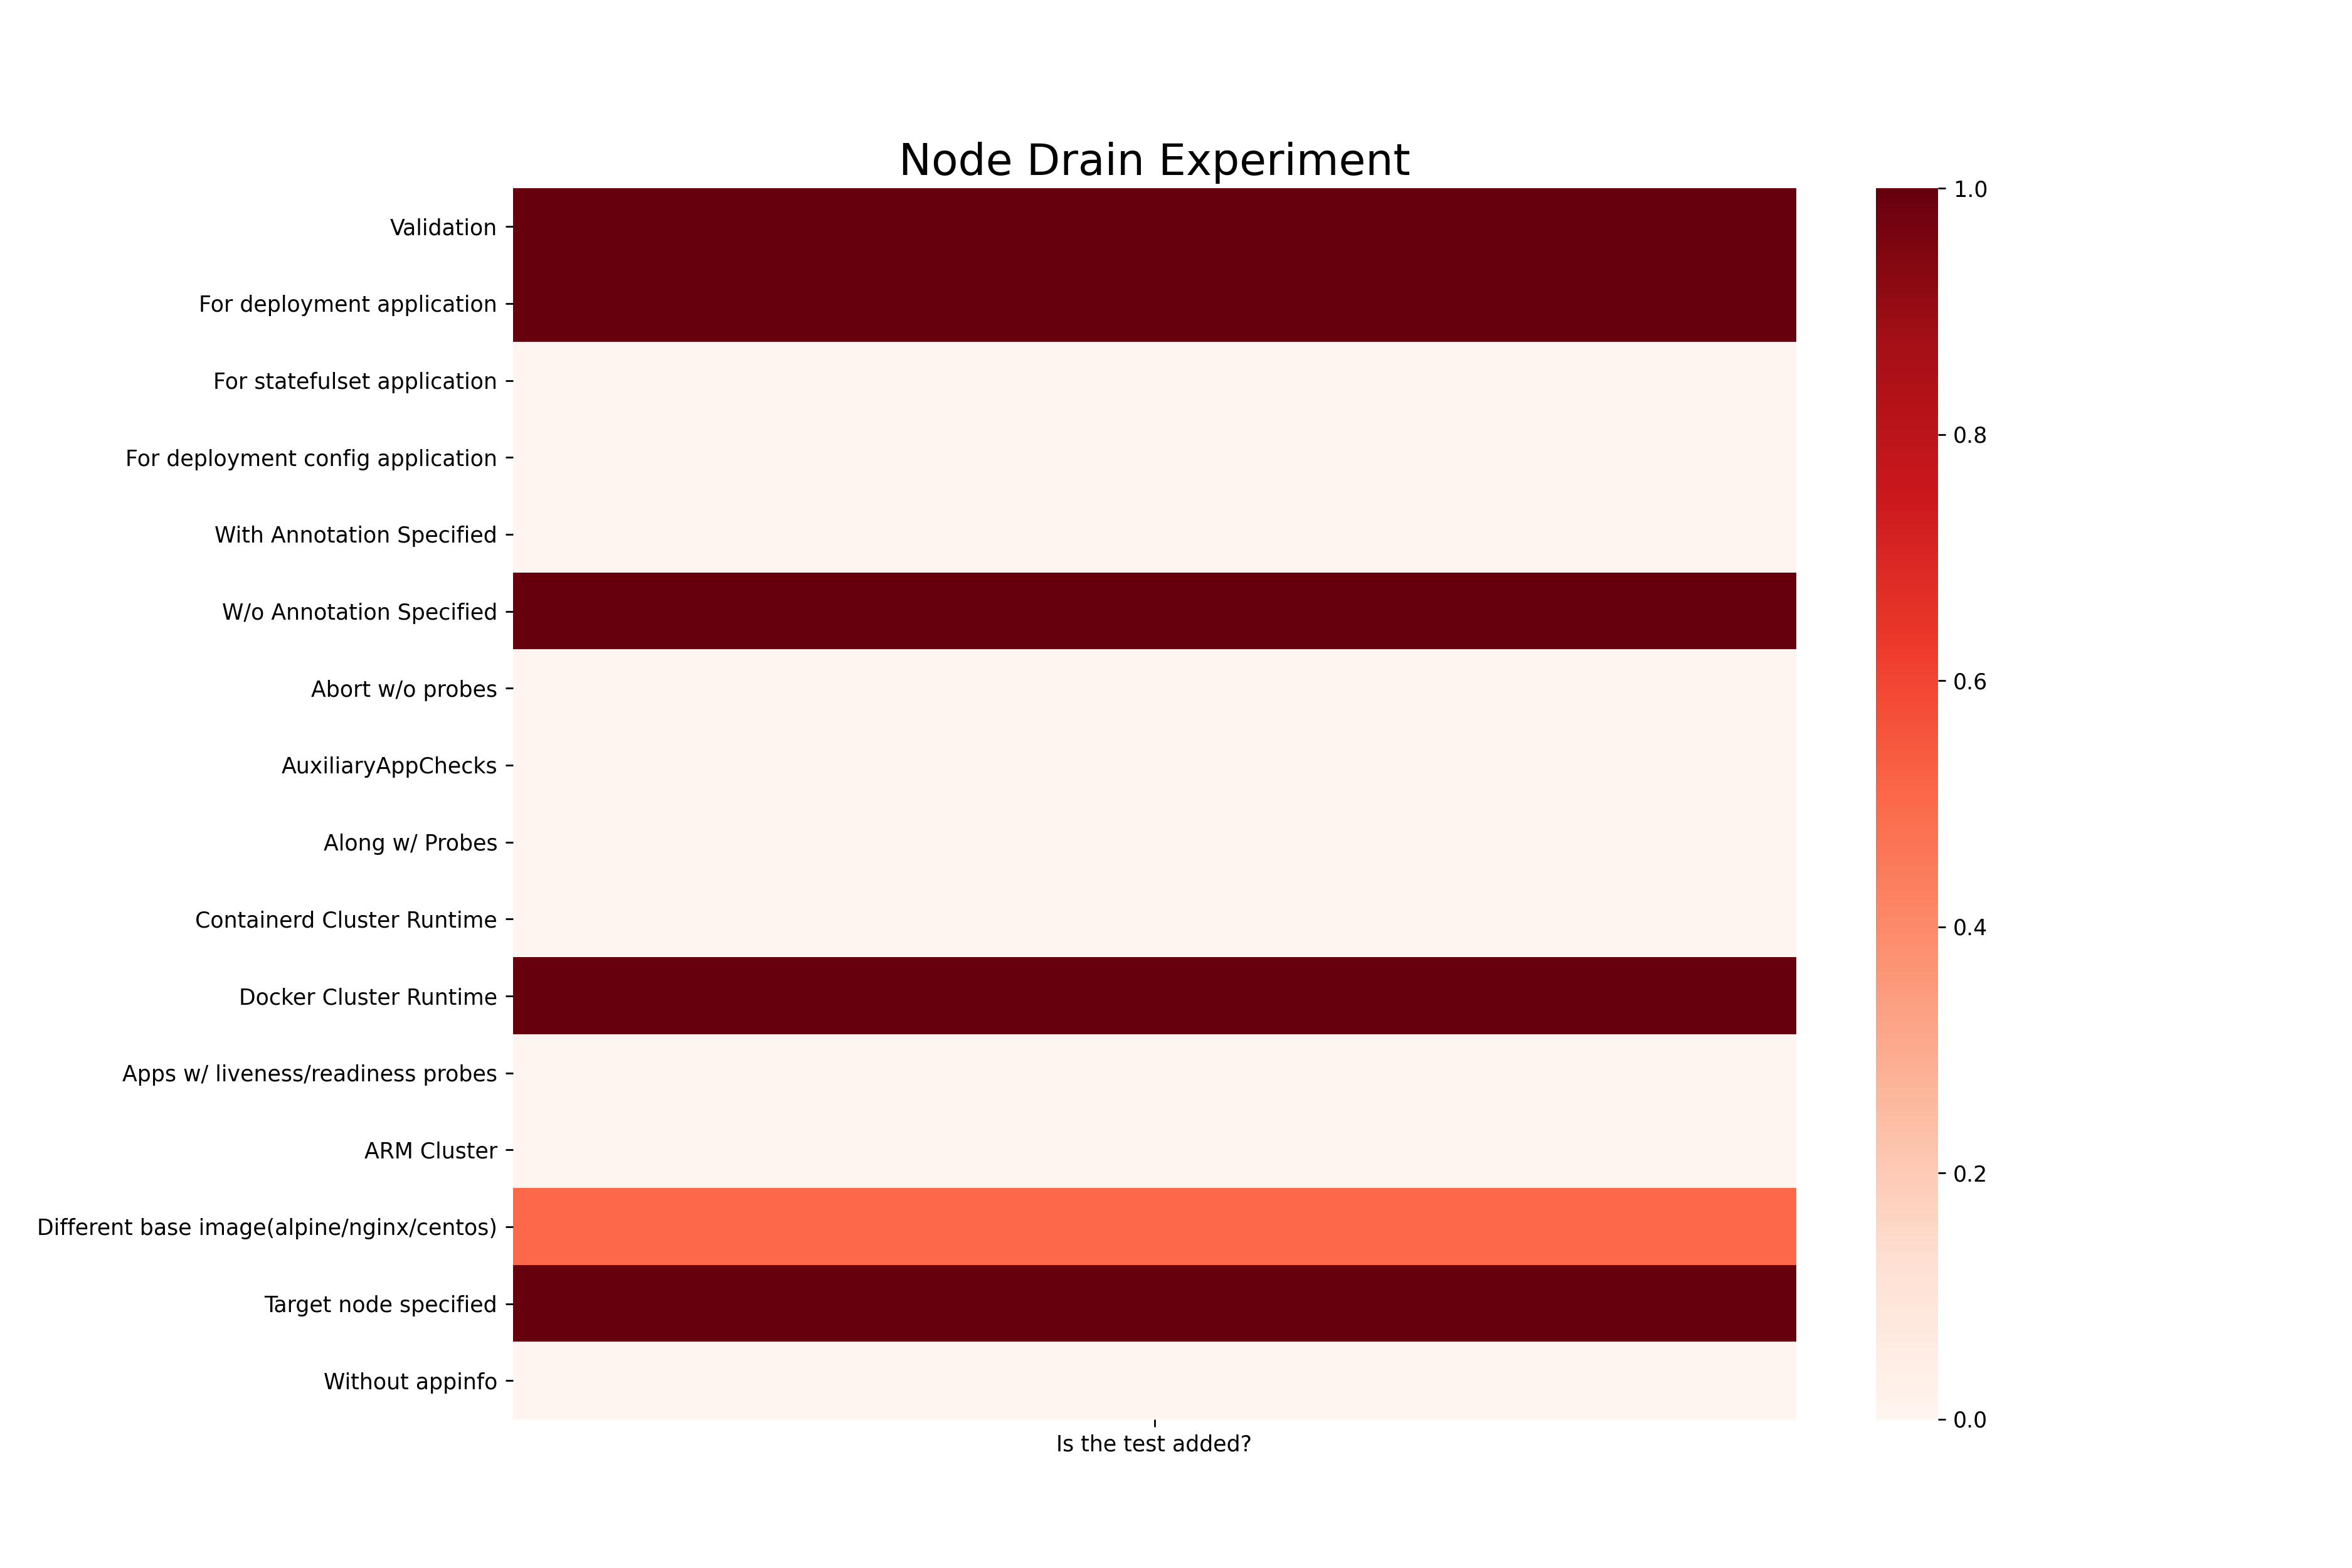 Node Drain Experiment
Validation
For deployment application
For statefulset application
For deployment config application
With Annotation Specified
W/o Annotation Specified
Abort w/o probes
AuxiliaryAppChecks
Along w/ Probes
Containerd Cluster Runtime
Docker Cluster Runtime
Apps w/ liveness/readiness probes
ARM Cluster
Different base image(alpine/nginx/centos)
Target node specified
Without appinfo
Is the test added?
1.0
0.8
0.6
0.4
0.2
0.0